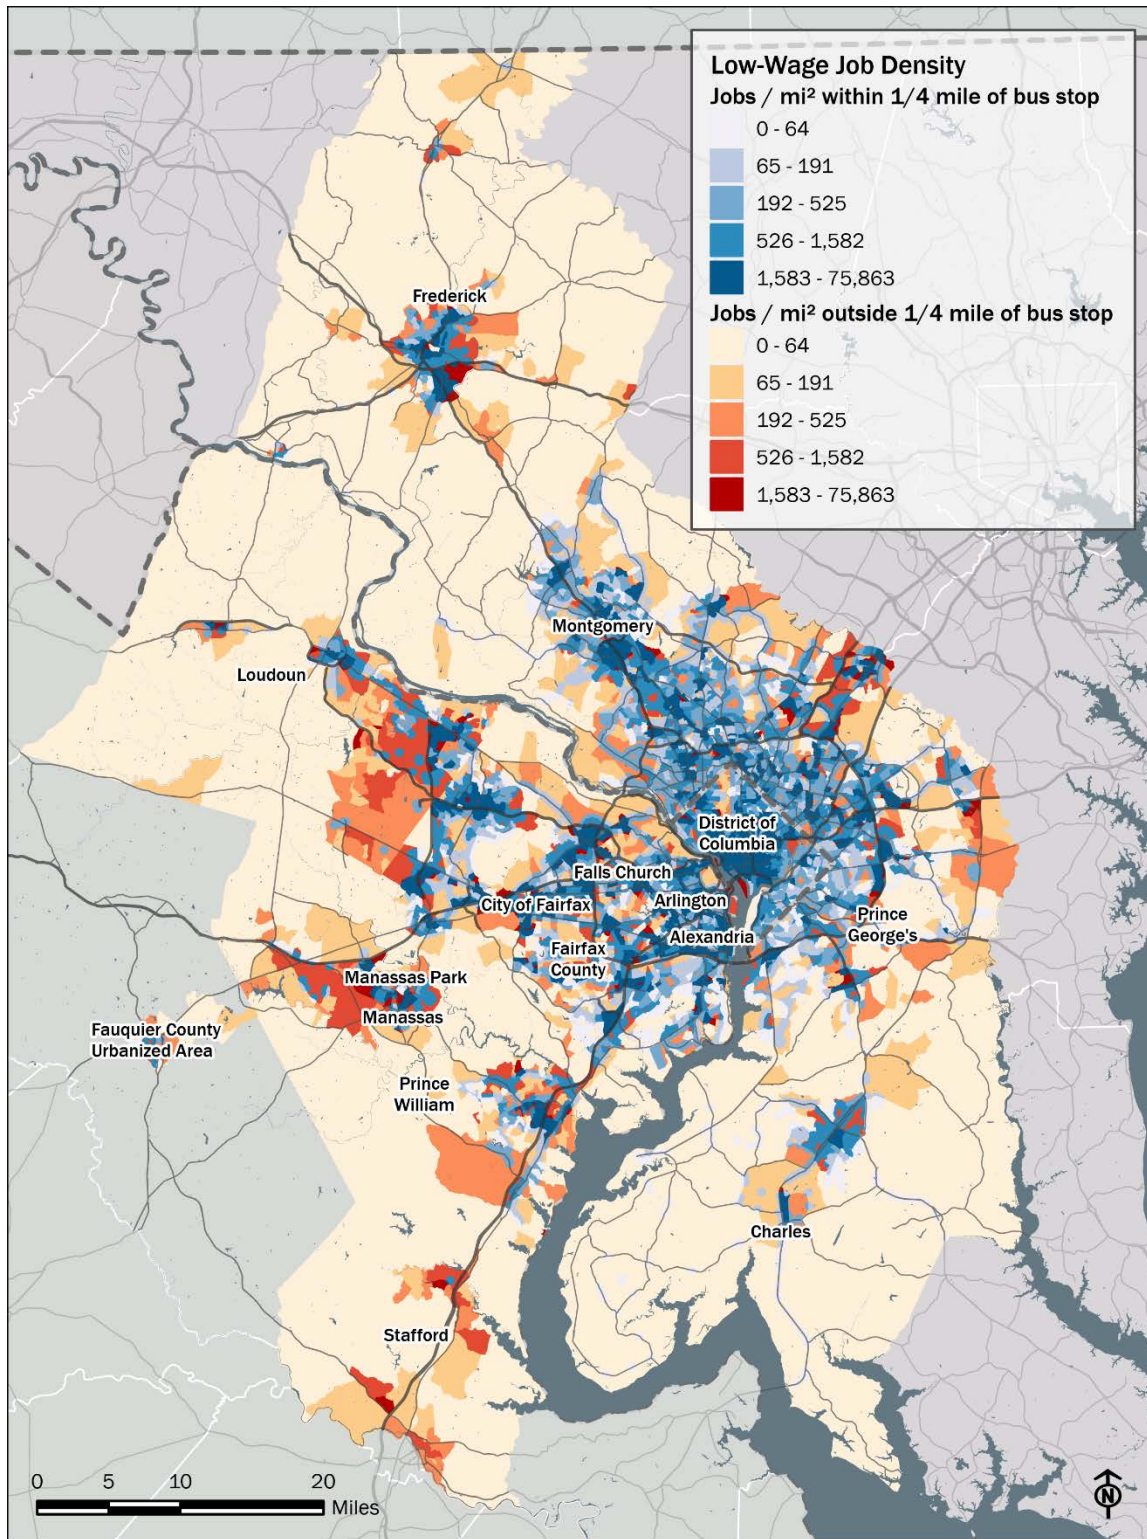 Low-Wage Job Density
Jobs / mi² within 1/4 mile of bus stop
0 - 64
65 - 191
192 - 525
526 - 1,582
1,583 - 75,863
Jobs / mi² outside 1/4 mile of bus stop
0 - 64
65 - 191
192 - 525
526 - 1,582
1,583 - 75,863
Frederick
Montgomery
Loudoun
District of
Columbia
Falls Church
City of Fairfax
Arlington
Alexandria
Prince
George's
Fairfax
County
Manassas Park
Manassas
Fauquier County
Urbanized Area
Prince
William
Charles
Stafford
0 5 10 20
Miles
N